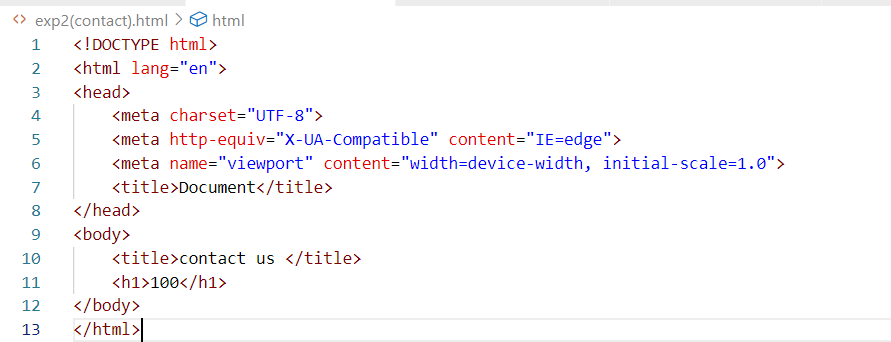 exp2(contact).html > html
1 <!DOCTYPE html>
2 <html lang="en">
3 <head>
4     <meta charset="UTF-8">
5     <meta http-equiv="X-UA-Compatible" content="IE=edge">
6     <meta name="viewport" content="width=device-width, initial-scale=1.0">
7     <title>Document</title>
8 </head>
9 <body>
10     <title>contact us </title>
11     <h1>100</h1>
12 </body>
13 </html>